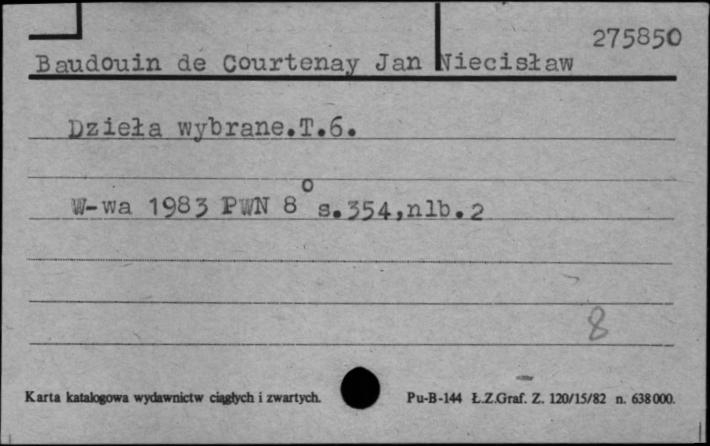 275850
Baudouin de Courtenay Jan Niecisław
Dzieła wybrane.T.6.
W-wa 1983 PWN 8° s.354,nlb.2
8
Karta katalogowa wydawnictw ciągłych i zwartych. Pu-B-144 Ł.Z.Graf. Z. 120/15/82 n. 638000.